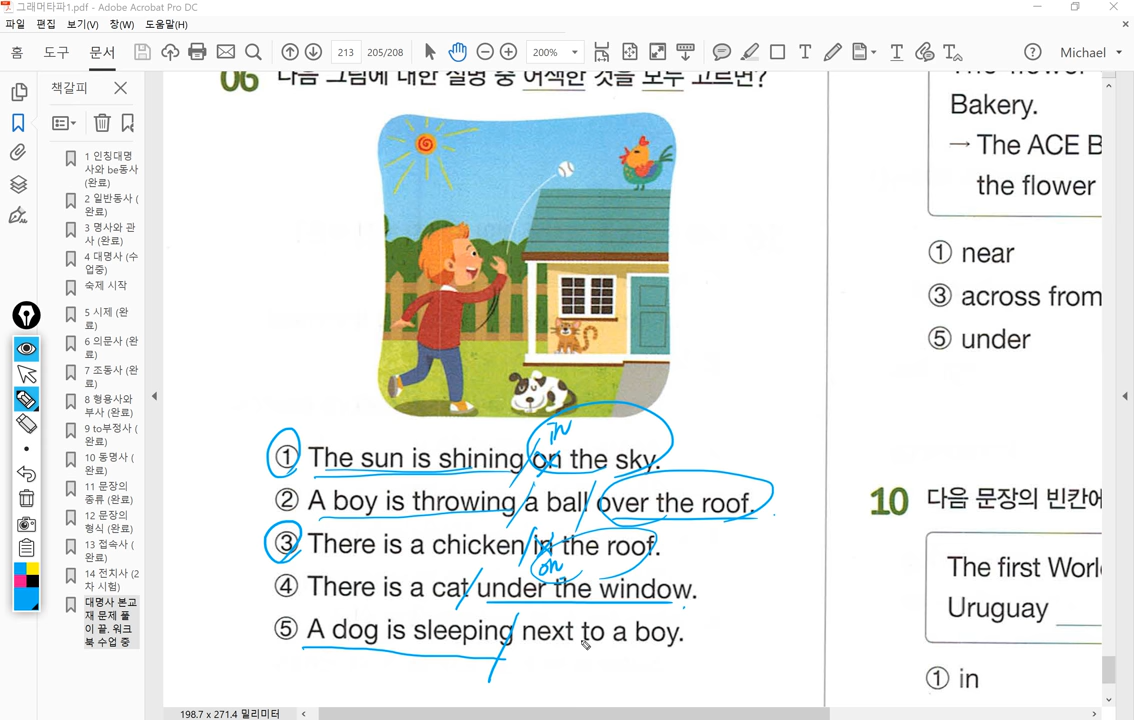 그래머타파1.pdf - Adobe Acrobat Pro DC
파일 편집 보기(V) 창(W) 도움말(H)
홈 도구 문서 213 205/208 200% Michael
책갈피
1 인칭대명
사와 be동사
(완료)
2 일반동사 (
완료)
3 명사와 관
사 (완료)
4 대명사 (수
업중)
숙제 시작
5 시제 (완
료)
6 의문사 (완
료)
7 조동사 (완
료)
8 형용사와
부사 (완료)
9 to부정사 (
완료)
10 동명사 (
완료)
11 문장의
종류 (완료)
12 문장의
형식 (완료)
13 접속사 (
완료)
14 전치사 (2
차 시험)
대명사 본교
재 문제 풀
이 끝. 워크
북 수업 중
06 다음 그림에 대한 설명 중 어색한 것을 모두 고르면?
in
① The sun is shining on the sky.
② A boy is throwing a ball over the roof.
③ There is a chicken in the roof.
on
④ There is a cat under the window.
⑤ A dog is sleeping next to a boy.
The flower
Bakery.
→ The ACE B
the flower
① near
③ across from
⑤ under
10 다음 문장의 빈칸에
The first Worl
Uruguay
① in
198.7 x 271.4 밀리미터